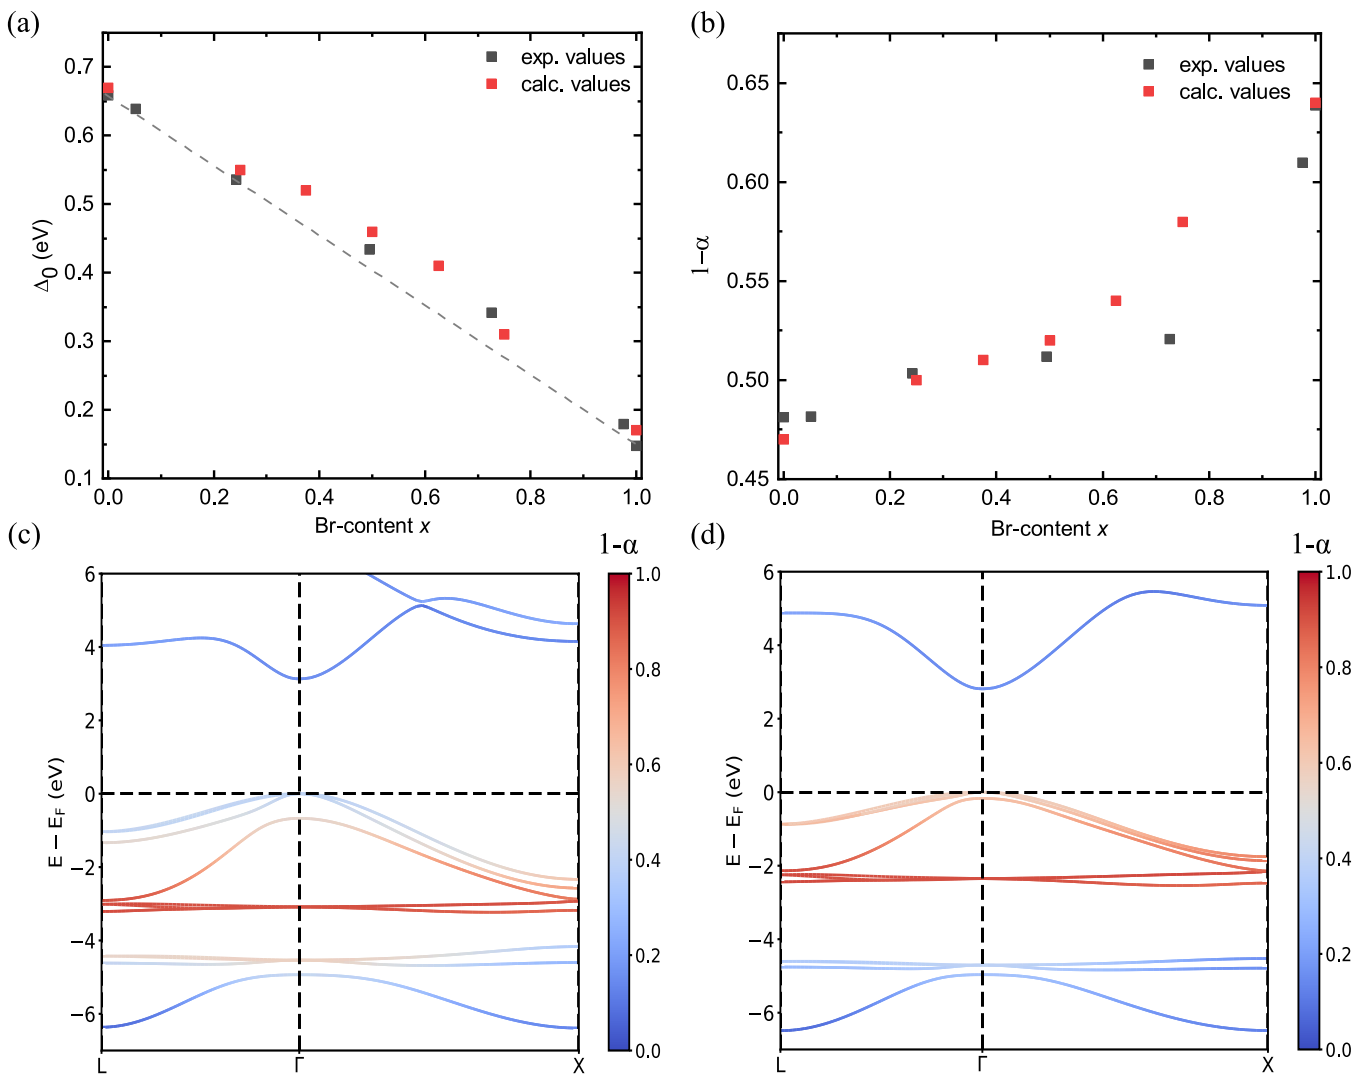 (a)
exp. values
calc. values
0.7
0.6
0.5
0.4
0.3
0.2
0.1
Δ0 (eV)
0.0 0.2 0.4 0.6 0.8 1.0
Br-content x
(b)
exp. values
calc. values
0.65
0.60
0.55
0.50
0.45
1–α
0.0 0.2 0.4 0.6 0.8 1.0
Br-content x
(c)
1-α
6
4
2
0
−2
−4
−6
E − EF (eV)
L Γ X
1.0
0.8
0.6
0.4
0.2
0.0
(d)
1-α
6
4
2
0
−2
−4
−6
E − EF (eV)
L Γ X
1.0
0.8
0.6
0.4
0.2
0.0